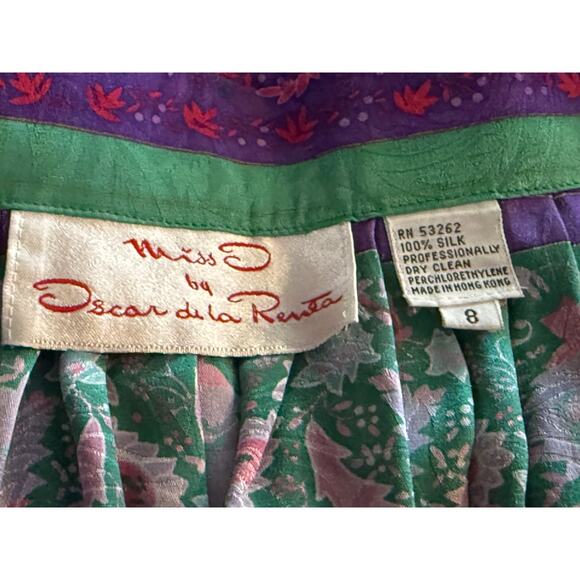 Miss O
by
Oscar de la Renta
RN 53262
100% SILK
PROFESSIONALLY
DRY CLEAN
PERCHLORETHYLENE
MADE IN HONG KONG
8